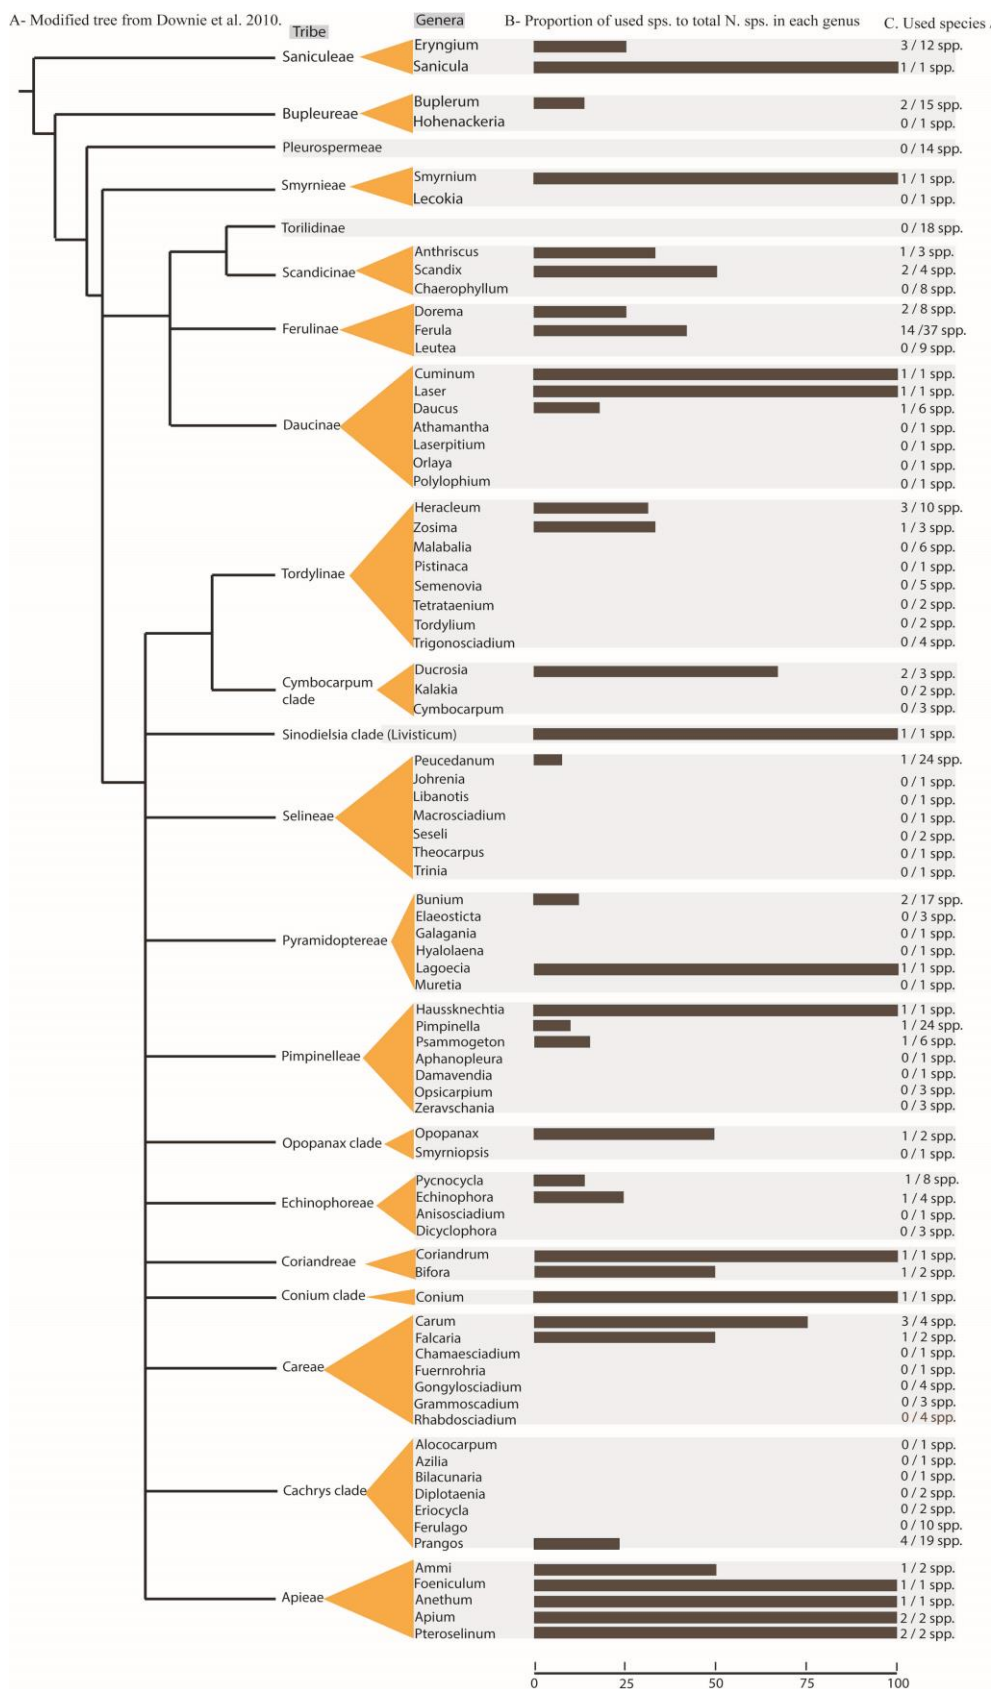 A- Modified tree from Downie et al. 2010.
Tribe
Genera
B- Proportion of used sps. to total N. sps. in each genus
C. Used species
Saniculeae
Eryngium 3 / 12 spp.
Sanicula 1 / 1 spp.
Bupleureae
Buplerum 2 / 15 spp.
Hohenackeria 0 / 1 spp.
Pleurospermeae 0 / 14 spp.
Smyrnieae
Smyrnium 1 / 1 spp.
Lecokia 0 / 1 spp.
Torilidinae 0 / 18 spp.
Scandicinae
Anthriscus 1 / 3 spp.
Scandix 2 / 4 spp.
Chaerophyllum 0 / 8 spp.
Ferulinae
Dorema 2 / 8 spp.
Ferula 14 /37 spp.
Leutea 0 / 9 spp.
Daucinae
Cuminum 1 / 1 spp.
Laser 1 / 1 spp.
Daucus 1 / 6 spp.
Athamantha 0 / 1 spp.
Laserpitium 0 / 1 spp.
Orlaya 0 / 1 spp.
Polylophium 0 / 1 spp.
Tordylinae
Heracleum 3 / 10 spp.
Zosima 1 / 3 spp.
Malabalia 0 / 6 spp.
Pistinaca 0 / 1 spp.
Semenovia 0 / 5 spp.
Tetrataenium 0 / 2 spp.
Tordylium 0 / 2 spp.
Trigonosciadium 0 / 4 spp.
Cymbocarpum
clade
Ducrosia 2 / 3 spp.
Kalakia 0 / 2 spp.
Cymbocarpum 0 / 3 spp.
Sinodielsia clade (Livisticum) 1 / 1 spp.
Selineae
Peucedanum 1 / 24 spp.
Johrenia 0 / 1 spp.
Libanotis 0 / 1 spp.
Macrosciadium 0 / 1 spp.
Seseli 0 / 2 spp.
Theocarpus 0 / 1 spp.
Trinia 0 / 1 spp.
Pyramidoptereae
Bunium 2 / 17 spp.
Elaeosticta 0 / 3 spp.
Galagania 0 / 1 spp.
Hyalolaena 0 / 1 spp.
Lagoecia 1 / 1 spp.
Muretia 0 / 1 spp.
Pimpinelleae
Haussknechtia 1 / 1 spp.
Pimpinella 1 / 24 spp.
Psammogeton 1 / 6 spp.
Aphanopleura 0 / 1 spp.
Damavendia 0 / 1 spp.
Opsicarpium 0 / 3 spp.
Zeravschania 0 / 3 spp.
Opopanax clade
Opopanax 1 / 2 spp.
Smyrniopsis 0 / 1 spp.
Echinophoreae
Pycnocycla 1 / 8 spp.
Echinophora 1 / 4 spp.
Anisosciadium 0 / 1 spp.
Dicyclophora 0 / 3 spp.
Coriandreae
Coriandrum 1 / 1 spp.
Bifora 1 / 2 spp.
Conium clade
Conium 1 / 1 spp.
Careae
Carum 3 / 4 spp.
Falcaria 1 / 2 spp.
Chamaesciadium 0 / 1 spp.
Fuernrohria 0 / 1 spp.
Gongylosciadium 0 / 4 spp.
Grammoscadium 0 / 3 spp.
Rhabdosciadium 0 / 4 spp.
Cachrys clade
Alococarpum 0 / 1 spp.
Azilia 0 / 1 spp.
Bilacunaria 0 / 1 spp.
Diplotaenia 0 / 2 spp.
Eriocycla 0 / 2 spp.
Ferulago 0 / 10 spp.
Prangos 4 / 19 spp.
Apieae
Ammi 1 / 2 spp.
Foeniculum 1 / 1 spp.
Anethum 1 / 1 spp.
Apium 2 / 2 spp.
Pteroselinum 2 / 2 spp.
0 25 50 75 100